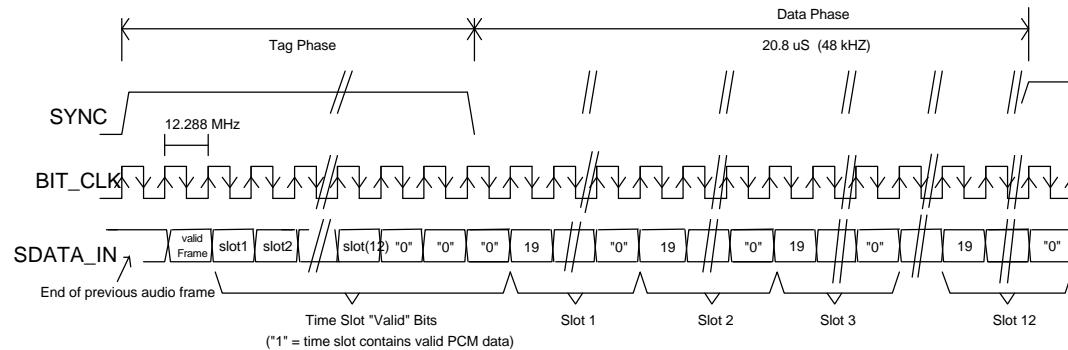 Data Phase
Tag Phase
20.8 uS (48 kHZ)
SYNC
12.288 MHz
BIT_CLK
SDATA_IN
valid Frame slot1 slot2 slot(12) "0" "0" "0" 19 "0" 19 "0" 19 "0" 19 "0"
End of previous audio frame
Time Slot "Valid" Bits
("1" = time slot contains valid PCM data)
Slot 1
Slot 2
Slot 3
Slot 12